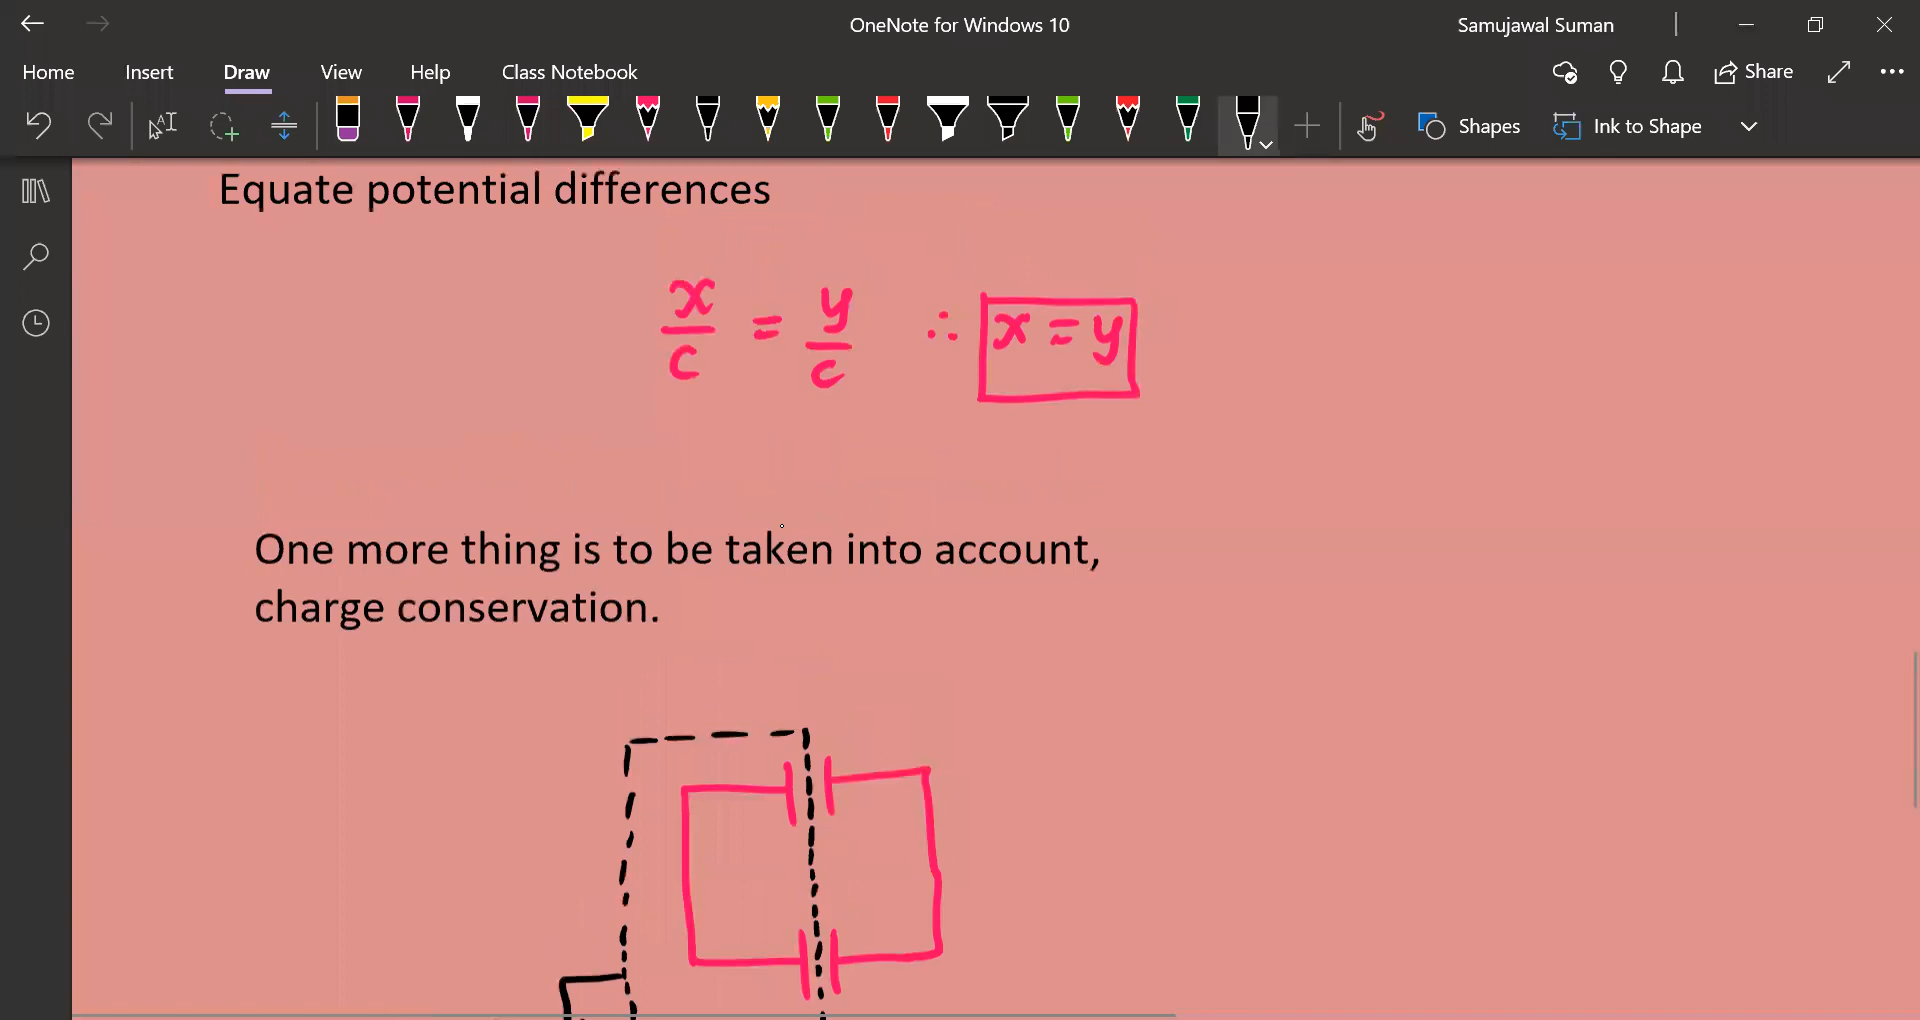 OneNote for Windows 10
Samujawal Suman
Home Insert Draw View Help Class Notebook
Share
Shapes Ink to Shape
Equate potential differences
x/c = y/c ∴ x = y
One more thing is to be taken into account,
charge conservation.